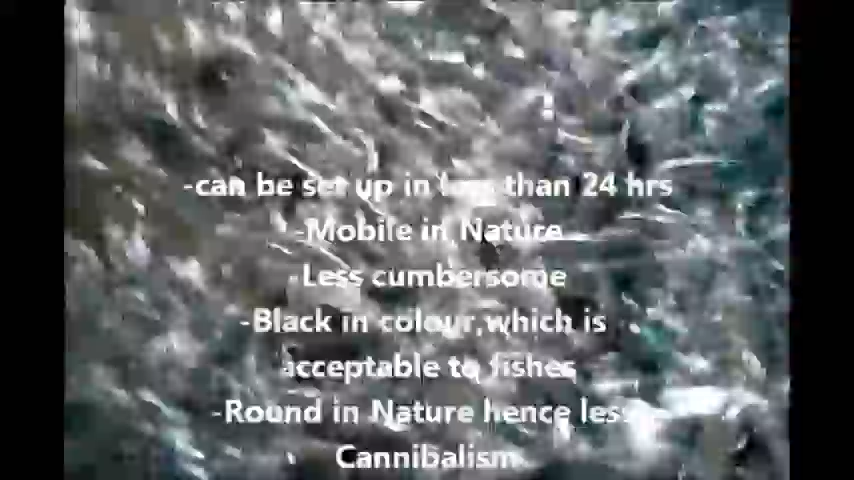 -can be set up in less than 24 hrs
-Mobile in Nature
-Less cumbersome
-Black in colour,which is
acceptable to fishes
-Round in Nature hence less
Cannibalism